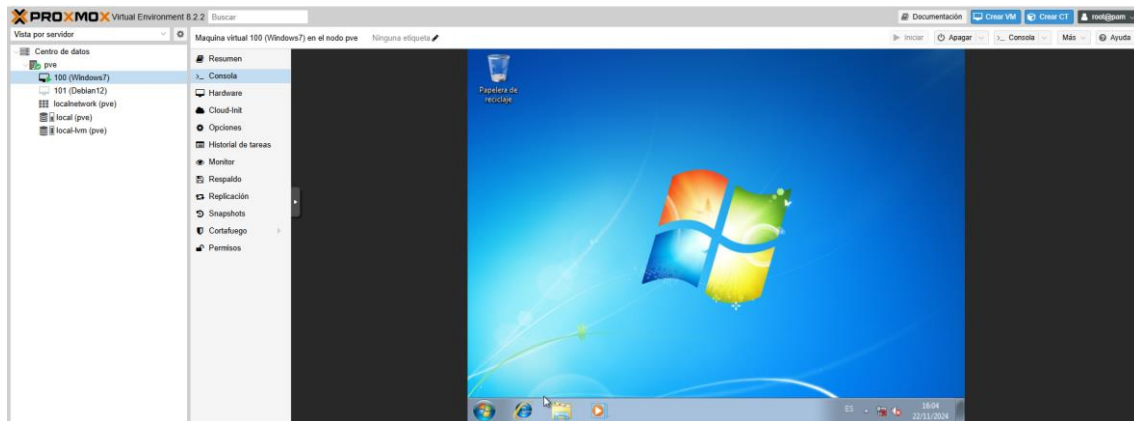 PROXMOX Virtual Environment 8.2.2 Buscar Documentación Crear VM Crear CT root@pam
Vista por servidor
Maquina virtual 100 (Windows7) en el nodo pve Ninguna etiqueta Iniciar Apagar Consola Más Ayuda
Centro de datos
pve
100 (Windows7)
101 (Debian12)
localnetwork (pve)
local (pve)
local-lvm (pve)
Resumen
>_ Consola
Hardware
Cloud-Init
Opciones
Historial de tareas
Monitor
Respaldo
Replicación
Snapshots
Cortafuego
Permisos
Papelera de
reciclaje
ES
16:04
22/11/2024